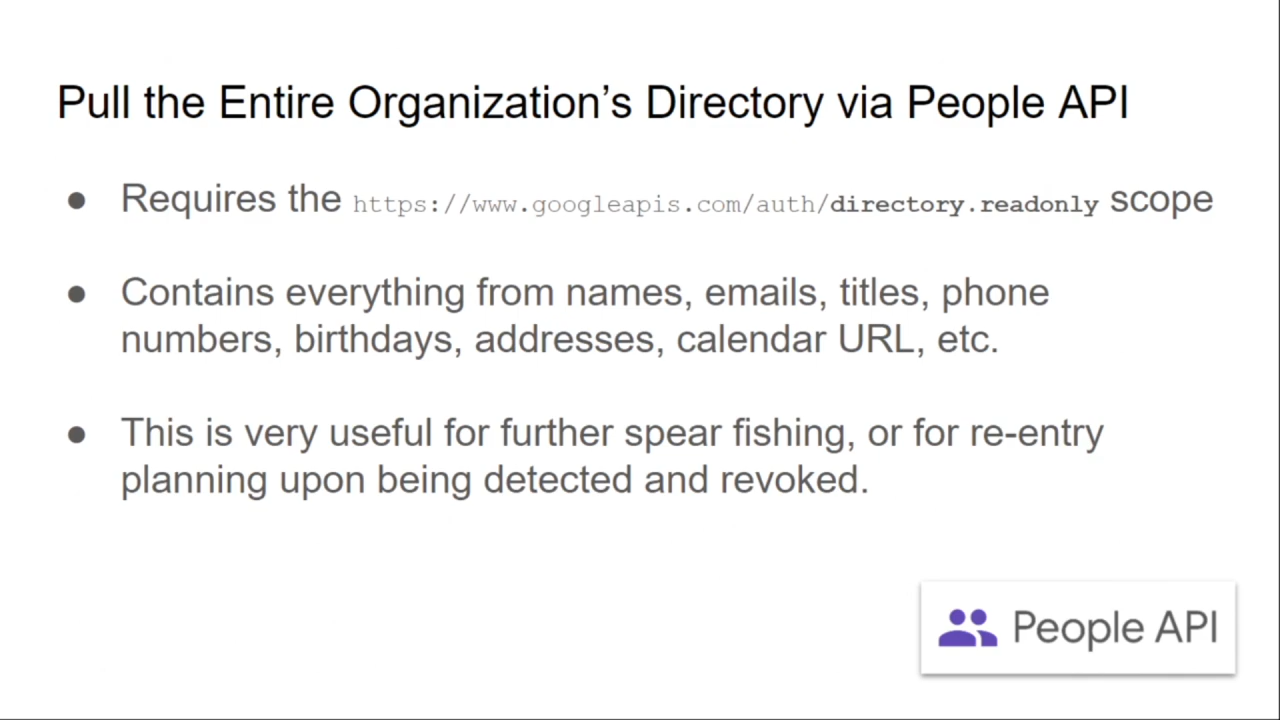 Pull the Entire Organization’s Directory via People API
● Requires the https://www.googleapis.com/auth/directory.readonly scope
● Contains everything from names, emails, titles, phone
numbers, birthdays, addresses, calendar URL, etc.
● This is very useful for further spear fishing, or for re-entry
planning upon being detected and revoked.
People API